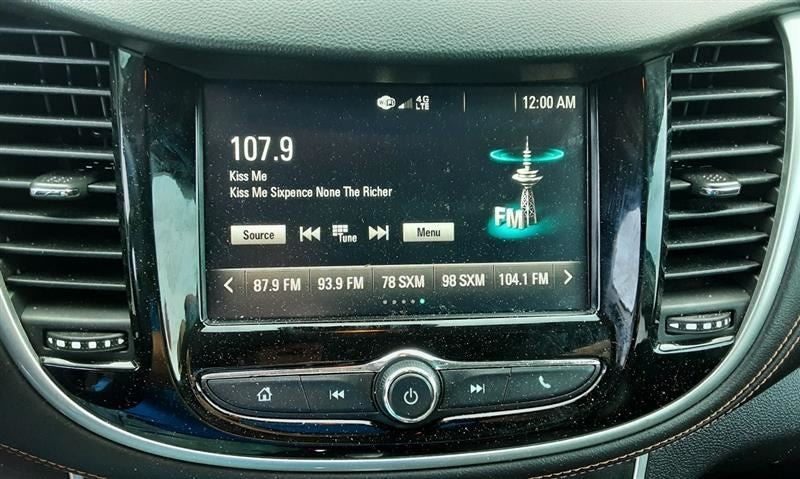 4G
LTE
12:00 AM
107.9
Kiss Me
Kiss Me Sixpence None The Richer
FM
Source
Tune
Menu
87.9 FM
93.9 FM
78 SXM
98 SXM
104.1 FM